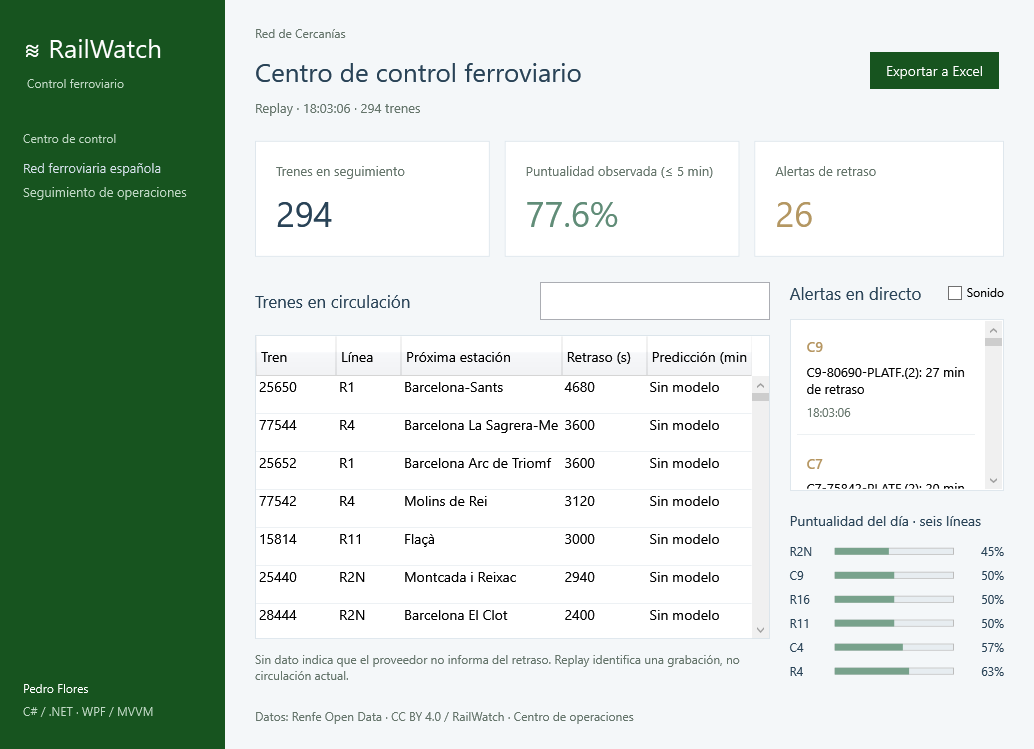 ≋ RailWatch
Control ferroviario
Centro de control
Red ferroviaria española
Seguimiento de operaciones
Pedro Flores
C# / .NET · WPF / MVVM
Red de Cercanías
Centro de control ferroviario
Exportar a Excel
Replay · 18:03:06 · 294 trenes
Trenes en seguimiento
294
Puntualidad observada (≤ 5 min)
77.6%
Alertas de retraso
26
Trenes en circulación
Tren Línea Próxima estación Retraso (s) Predicción (min
25650 R1 Barcelona-Sants 4680 Sin modelo
77544 R4 Barcelona La Sagrera-Me 3600 Sin modelo
25652 R1 Barcelona Arc de Triomf 3600 Sin modelo
77542 R4 Molins de Rei 3120 Sin modelo
15814 R11 Flaçà 3000 Sin modelo
25440 R2N Montcada i Reixac 2940 Sin modelo
28444 R2N Barcelona El Clot 2400 Sin modelo
Sin dato indica que el proveedor no informa del retraso. Replay identifica una grabación, no
circulación actual.
Alertas en directo
Sonido
C9
C9-80690-PLATF.(2): 27 min
de retraso
18:03:06
C7
C7-75842-PLATF.(2): 20 min
Puntualidad del día · seis líneas
R2N 45%
C9 50%
R16 50%
R11 50%
C4 57%
R4 63%
Datos: Renfe Open Data · CC BY 4.0 / RailWatch · Centro de operaciones